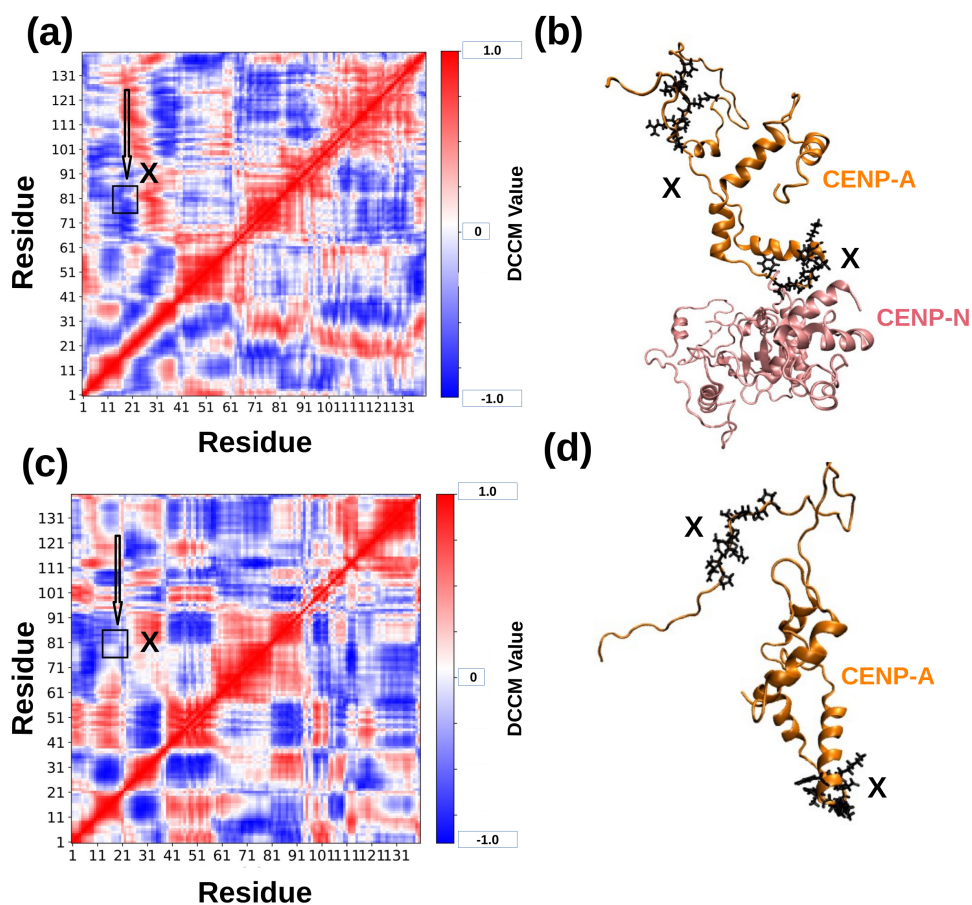 (a)
1.0
131
121
111
101
91
81
71
61
51
41
31
21
11
1
X
0
-1.0
1 11 21 31 41 51 61 71 81 91 101111121131
Residue
Residue
DCCM Value
(b)
X
CENP-A
X
CENP-N
(c)
1.0
131
121
111
101
91
81
71
61
51
41
31
21
11
1
X
0
-1.0
1 11 21 31 41 51 61 71 81 91 101111121131
Residue
Residue
DCCM Value
(d)
X
CENP-A
X